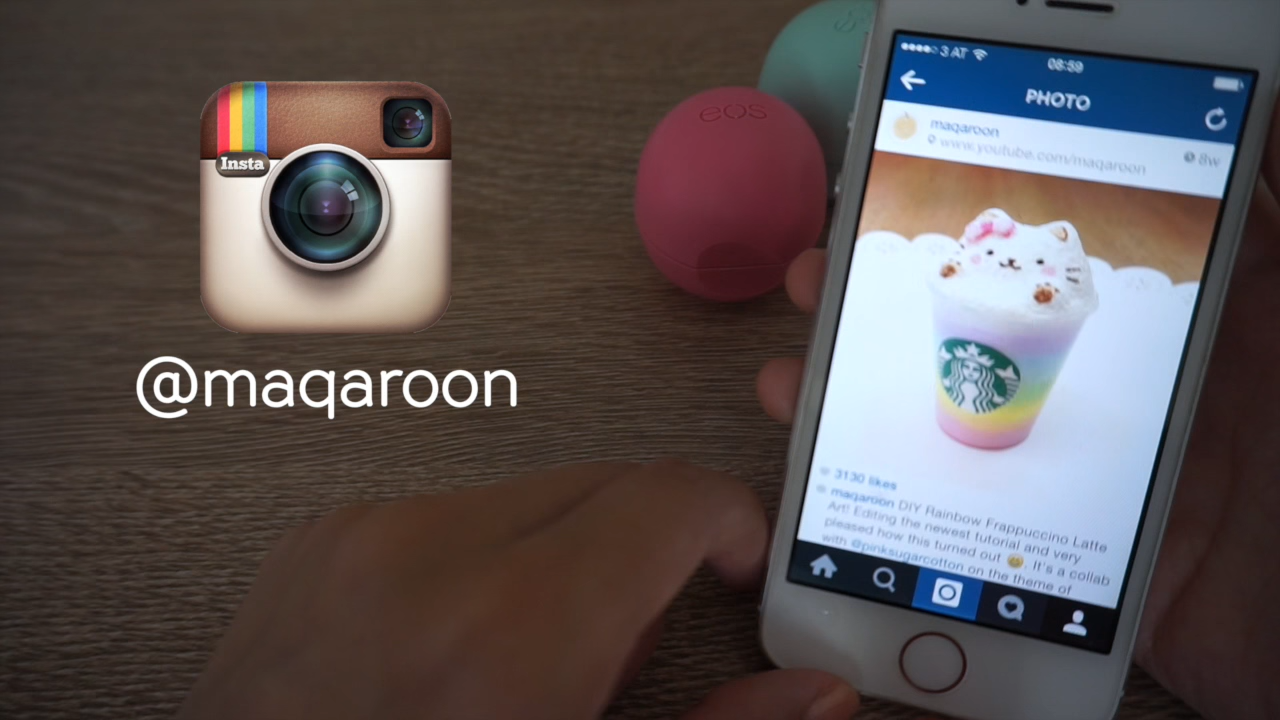 Insta
@maqaroon
eos
3 AT 08:59
PHOTO
maqaroon
www.youtube.com/maqaroon
8w
3130 likes
maqaroon DIY Rainbow Frappuccino Latte
Art! Editing the newest tutorial and very
pleased how this turned out 😄. It's a collab
with @pinksugarcotton on the theme of